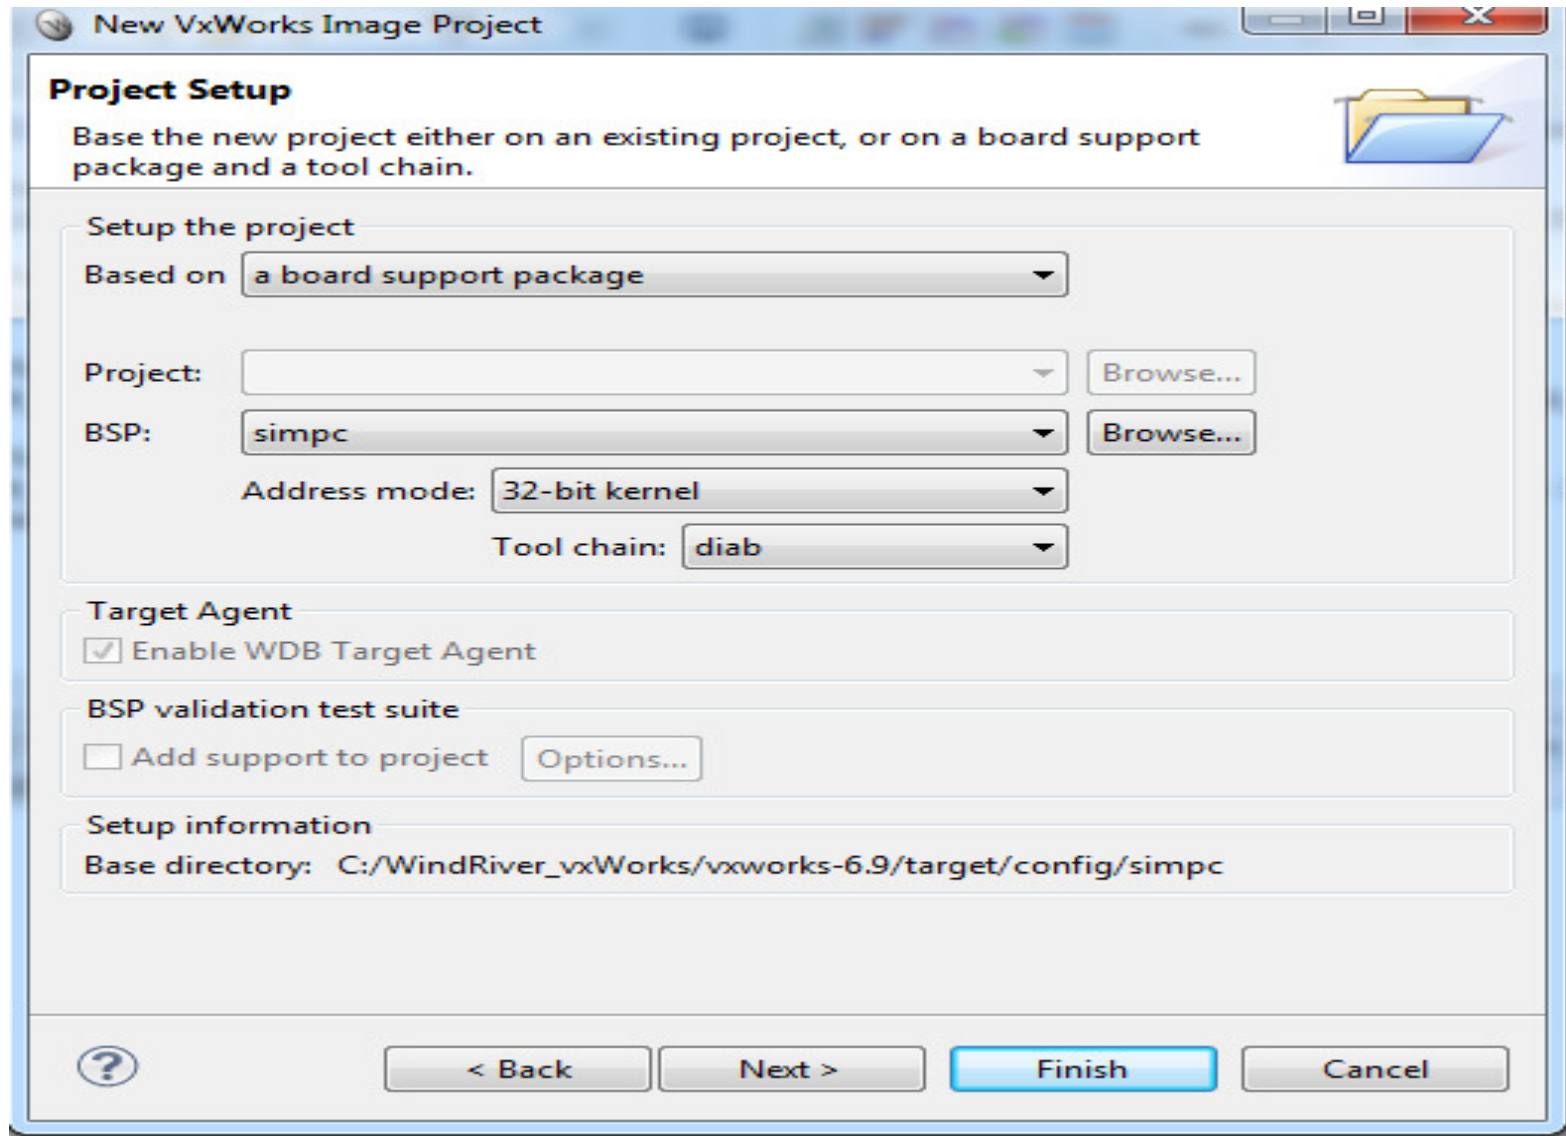 New VxWorks Image Project
Project Setup
Base the new project either on an existing project, or on a board support
package and a tool chain.
Setup the project
Based on a board support package
Project: Browse...
BSP: simpc Browse...
Address mode: 32-bit kernel
Tool chain: diab
Target Agent
Enable WDB Target Agent
BSP validation test suite
Add support to project Options...
Setup information
Base directory: C:/WindRiver_vxWorks/vxworks-6.9/target/config/simpc
? < Back Next > Finish Cancel